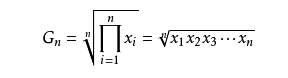 $G_n = \sqrt[n]{\prod_{i=1}^{n} x_i} = \sqrt[n]{x_1 x_2 x_3 \cdots x_n}$